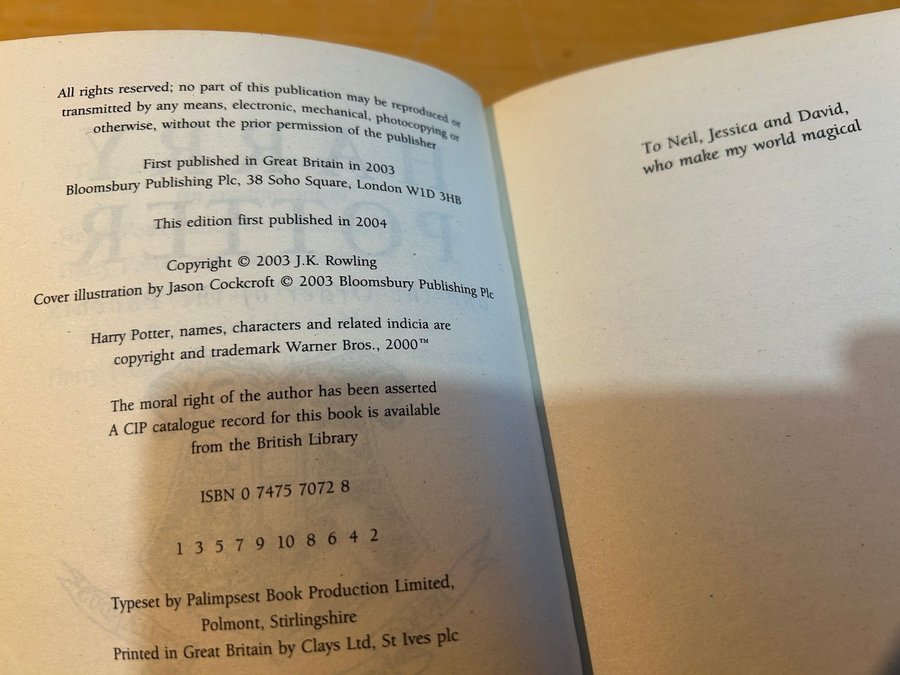 All rights reserved; no part of this publication may be reproduced or
transmitted by any means, electronic, mechanical, photocopying or
otherwise, without the prior permission of the publisher
First published in Great Britain in 2003
Bloomsbury Publishing Plc, 38 Soho Square, London W1D 3HB
This edition first published in 2004
Copyright © 2003 J.K. Rowling
Cover illustration by Jason Cockcroft © 2003 Bloomsbury Publishing Plc
Harry Potter, names, characters and related indicia are
copyright and trademark Warner Bros., 2000™
The moral right of the author has been asserted
A CIP catalogue record for this book is available
from the British Library
ISBN 0 7475 7072 8
1 3 5 7 9 10 8 6 4 2
Typeset by Palimpsest Book Production Limited,
Polmont, Stirlingshire
Printed in Great Britain by Clays Ltd, St Ives plc
To Neil, Jessica and David,
who make my world magical